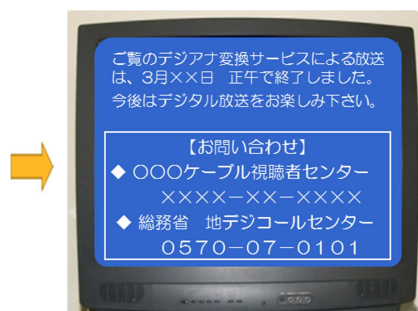 ご覧のデジアナ変換サービスによる放送
は、3月××日 正午で終了しました。
今後はデジタル放送をお楽しみ下さい。
【お問い合わせ】
◆ 〇〇〇ケーブル視聴者センター
××××－××－××××
◆ 総務省 地デジコールセンター
0570－07－0101